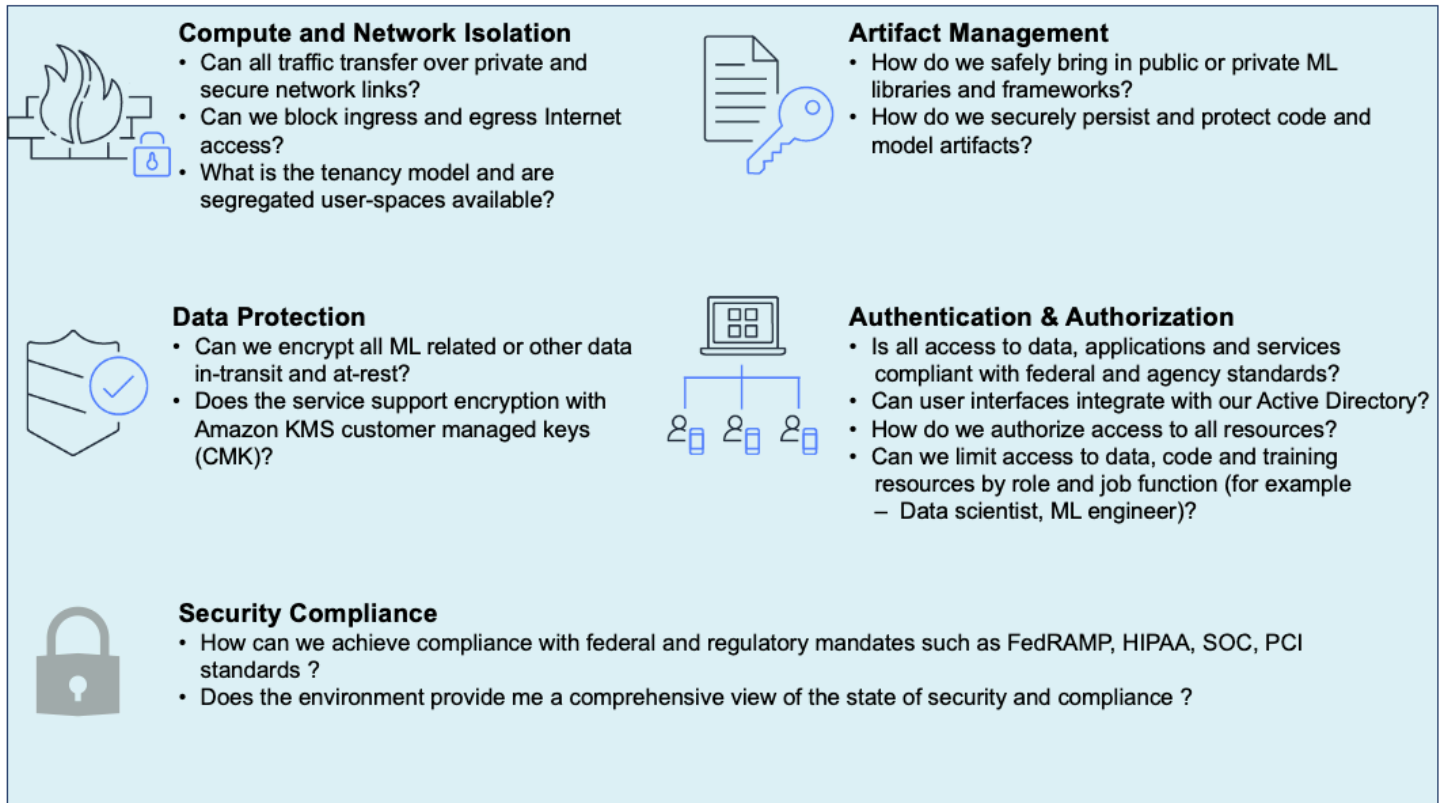 Compute and Network Isolation
• Can all traffic transfer over private and
secure network links?
• Can we block ingress and egress Internet
access?
• What is the tenancy model and are
segregated user-spaces available?
Artifact Management
• How do we safely bring in public or private ML
libraries and frameworks?
• How do we securely persist and protect code and
model artifacts?
Data Protection
• Can we encrypt all ML related or other data
in-transit and at-rest?
• Does the service support encryption with
Amazon KMS customer managed keys
(CMK)?
Authentication & Authorization
• Is all access to data, applications and services
compliant with federal and agency standards?
• Can user interfaces integrate with our Active Directory?
• How do we authorize access to all resources?
• Can we limit access to data, code and training
resources by role and job function (for example
– Data scientist, ML engineer)?
Security Compliance
• How can we achieve compliance with federal and regulatory mandates such as FedRAMP, HIPAA, SOC, PCI
standards ?
• Does the environment provide me a comprehensive view of the state of security and compliance ?